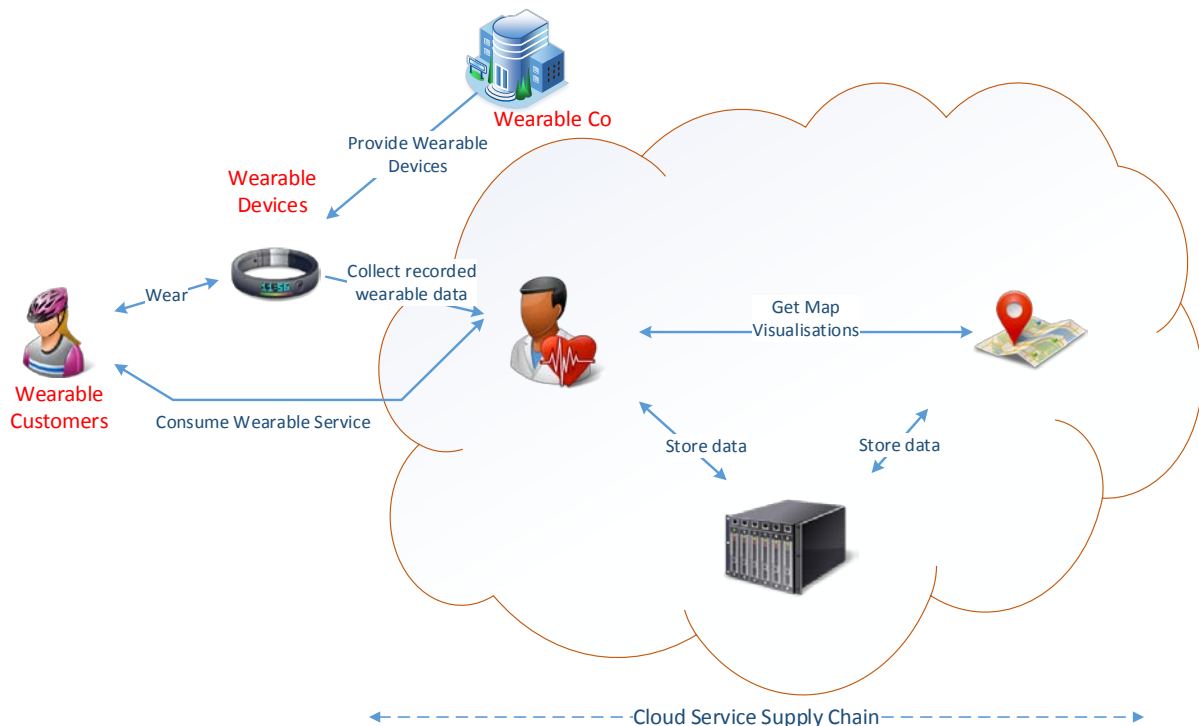 Wearable Co
Provide Wearable
Devices
Wearable
Devices
Collect recorded
wearable data
Wear
Get Map
Visualisations
Wearable
Customers
Consume Wearable Service
Store data
Store data
Cloud Service Supply Chain